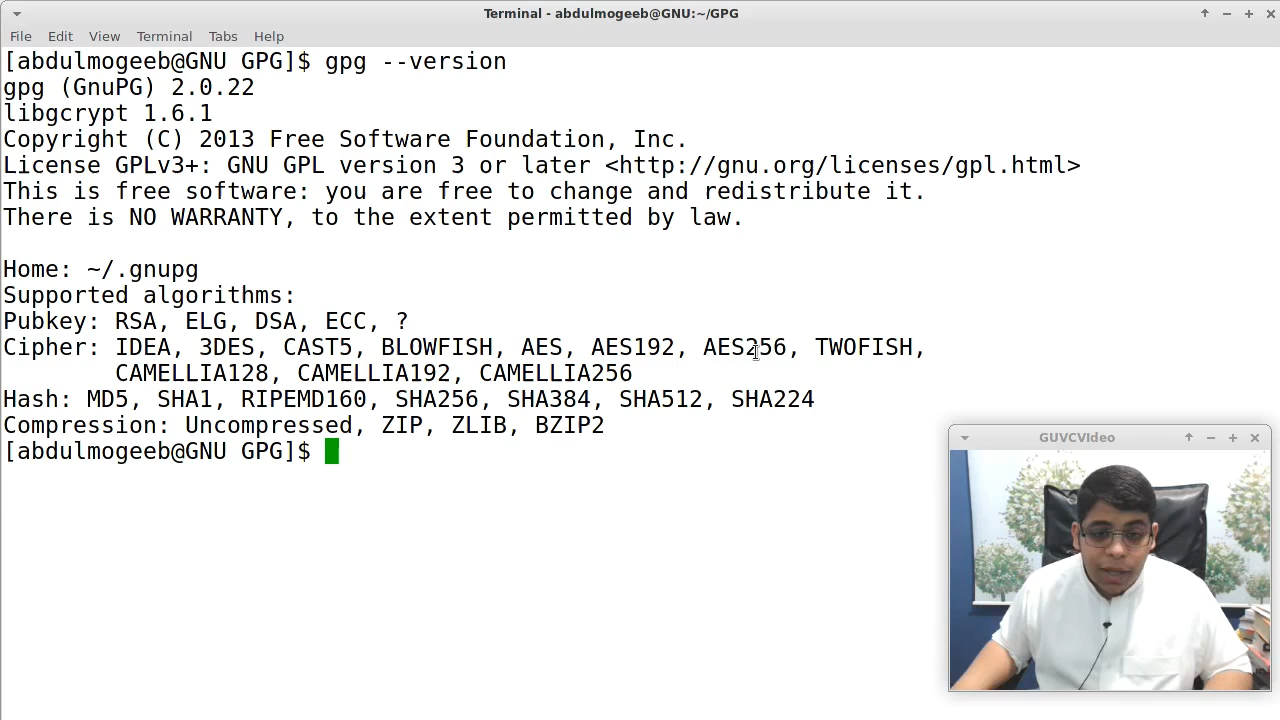 Terminal - abdulmogeeb@GNU:~/GPG
File Edit View Terminal Tabs Help
[abdulmogeeb@GNU GPG]$ gpg --version
gpg (GnuPG) 2.0.22
libgcrypt 1.6.1
Copyright (C) 2013 Free Software Foundation, Inc.
License GPLv3+: GNU GPL version 3 or later <http://gnu.org/licenses/gpl.html>
This is free software: you are free to change and redistribute it.
There is NO WARRANTY, to the extent permitted by law.
Home: ~/.gnupg
Supported algorithms:
Pubkey: RSA, ELG, DSA, ECC, ?
Cipher: IDEA, 3DES, CAST5, BLOWFISH, AES, AES192, AES256, TWOFISH,
CAMELLIA128, CAMELLIA192, CAMELLIA256
Hash: MD5, SHA1, RIPEMD160, SHA256, SHA384, SHA512, SHA224
Compression: Uncompressed, ZIP, ZLIB, BZIP2
[abdulmogeeb@GNU GPG]$
GUVCVIdeo